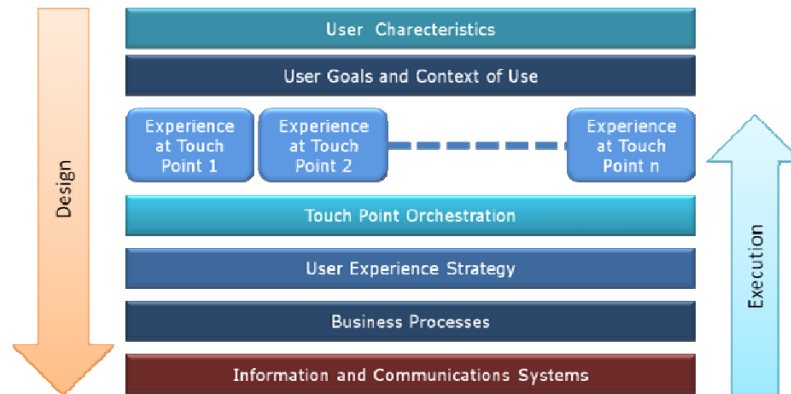 User Charecteristics
User Goals and Context of Use
Experience
at Touch
Point 1
Experience
at Touch
Point 2
Experience
at Touch
Point n
Touch Point Orchestration
User Experience Strategy
Business Processes
Information and Communications Systems
Design
Execution